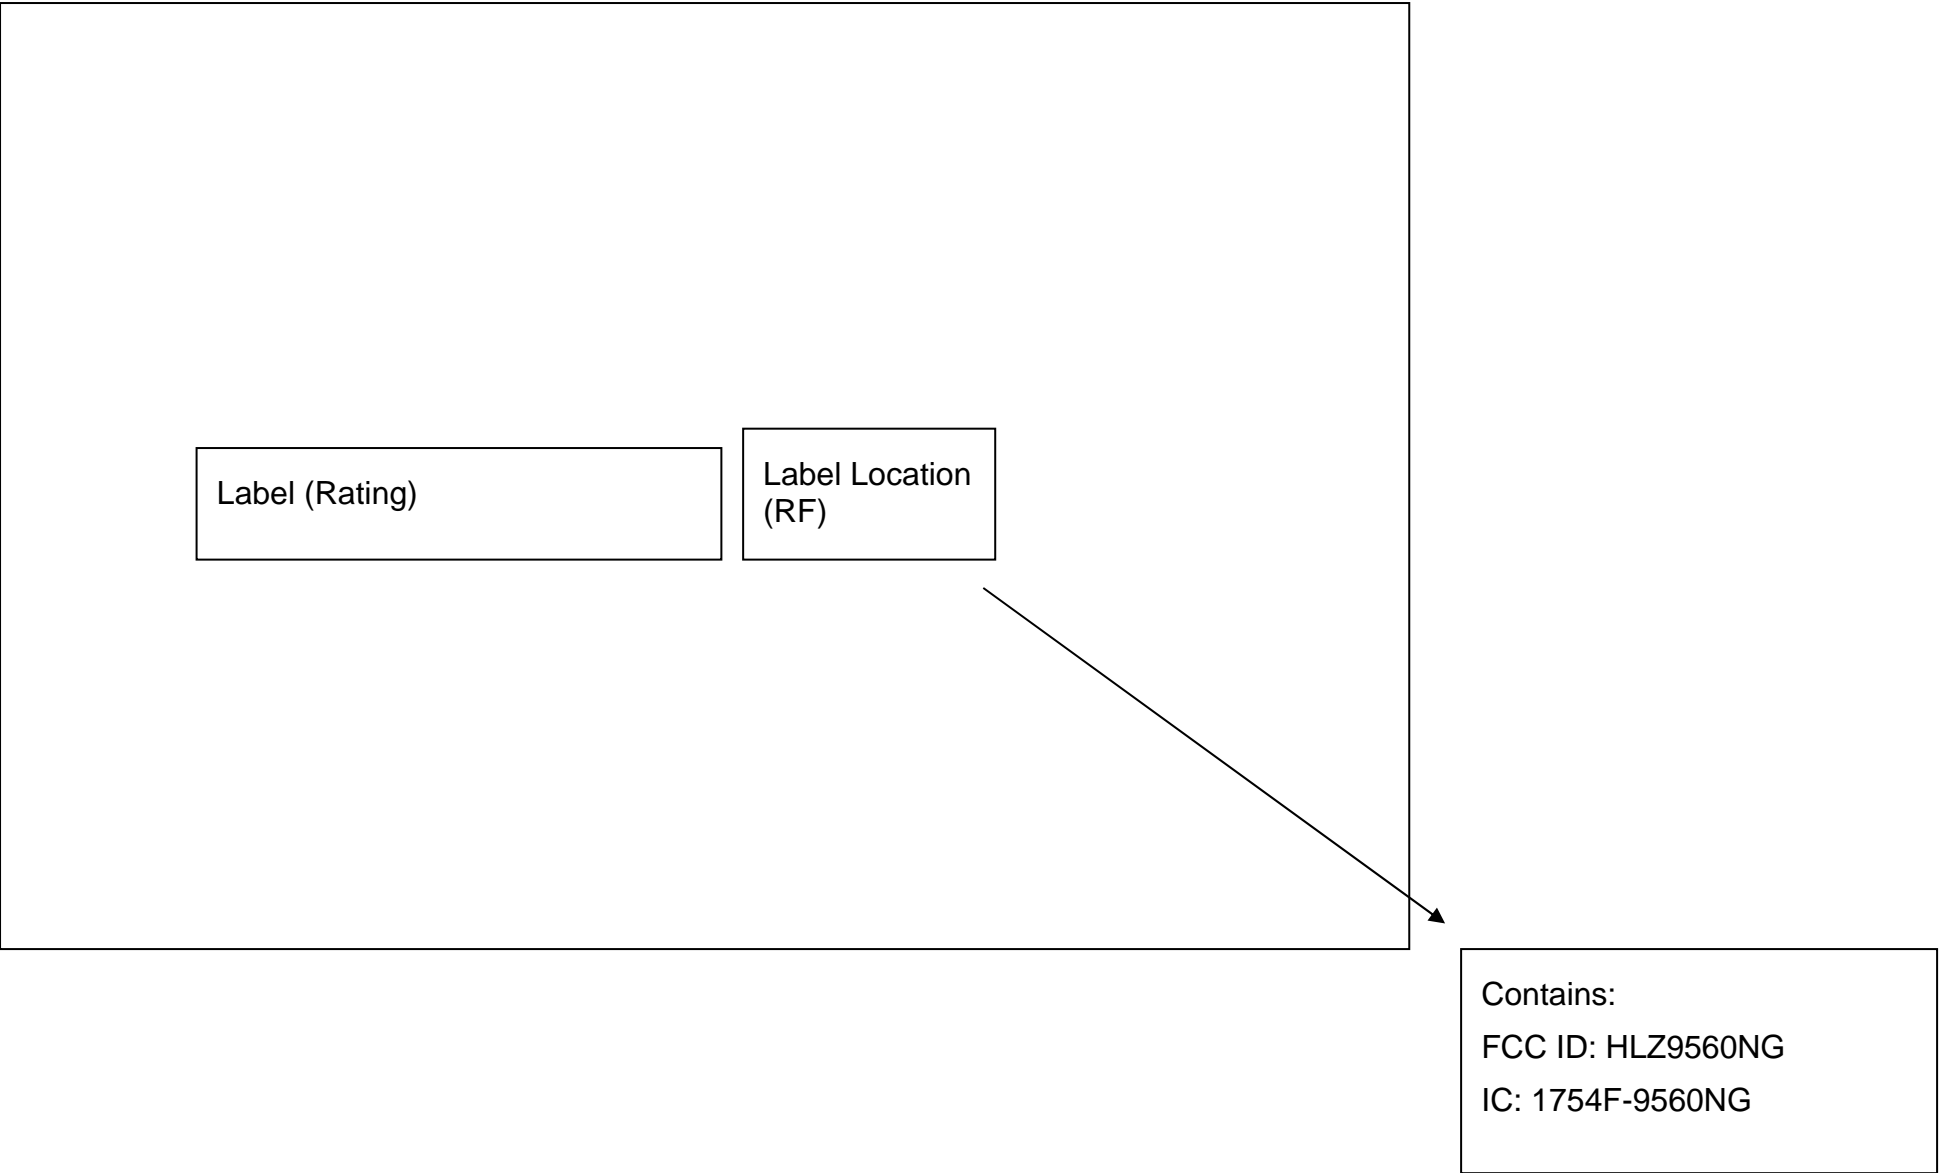 Label (Rating)
Label Location
(RF)
Contains:
FCC ID: HLZ9560NG
IC: 1754F-9560NG